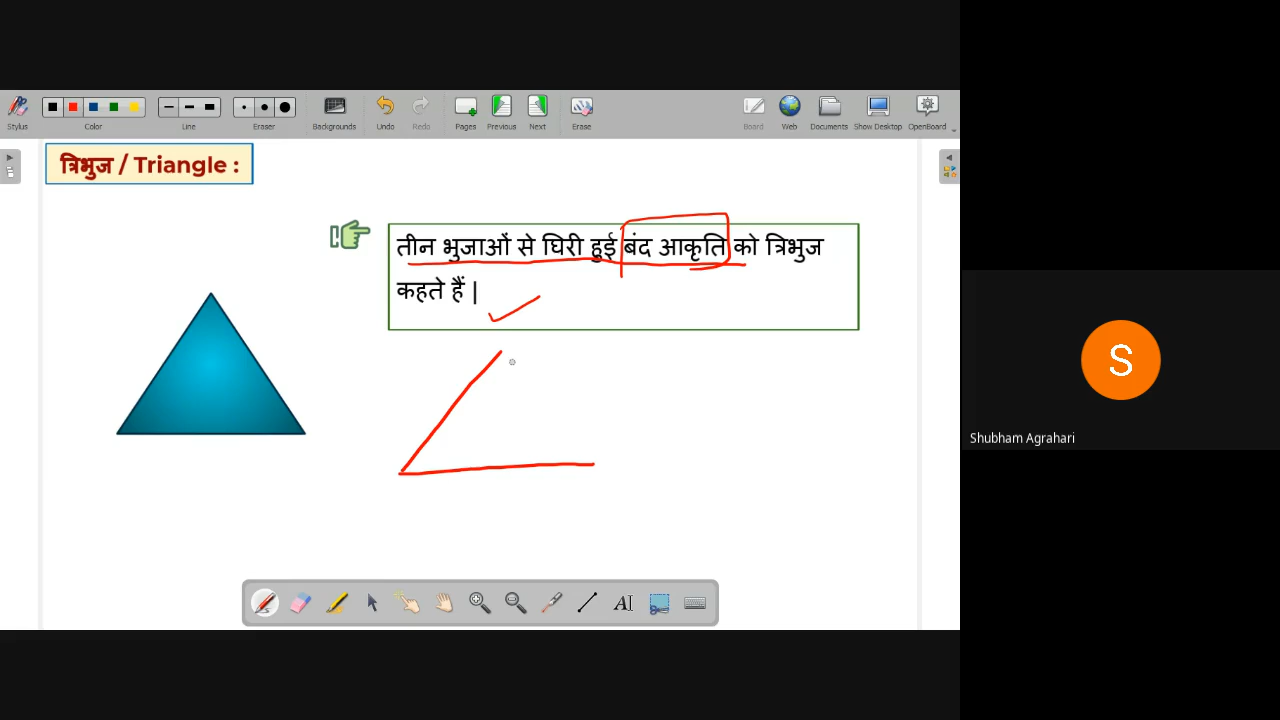 Stylus Color Line Eraser Backgrounds Undo Redo Pages Previous Next Erase Board Web Documents Show Desktop OpenBoard
त्रिभुज / Triangle :
तीन भुजाओं से घिरी हुई बंद आकृति को त्रिभुज
कहते हैं |
AI
S
Shubham Agrahari